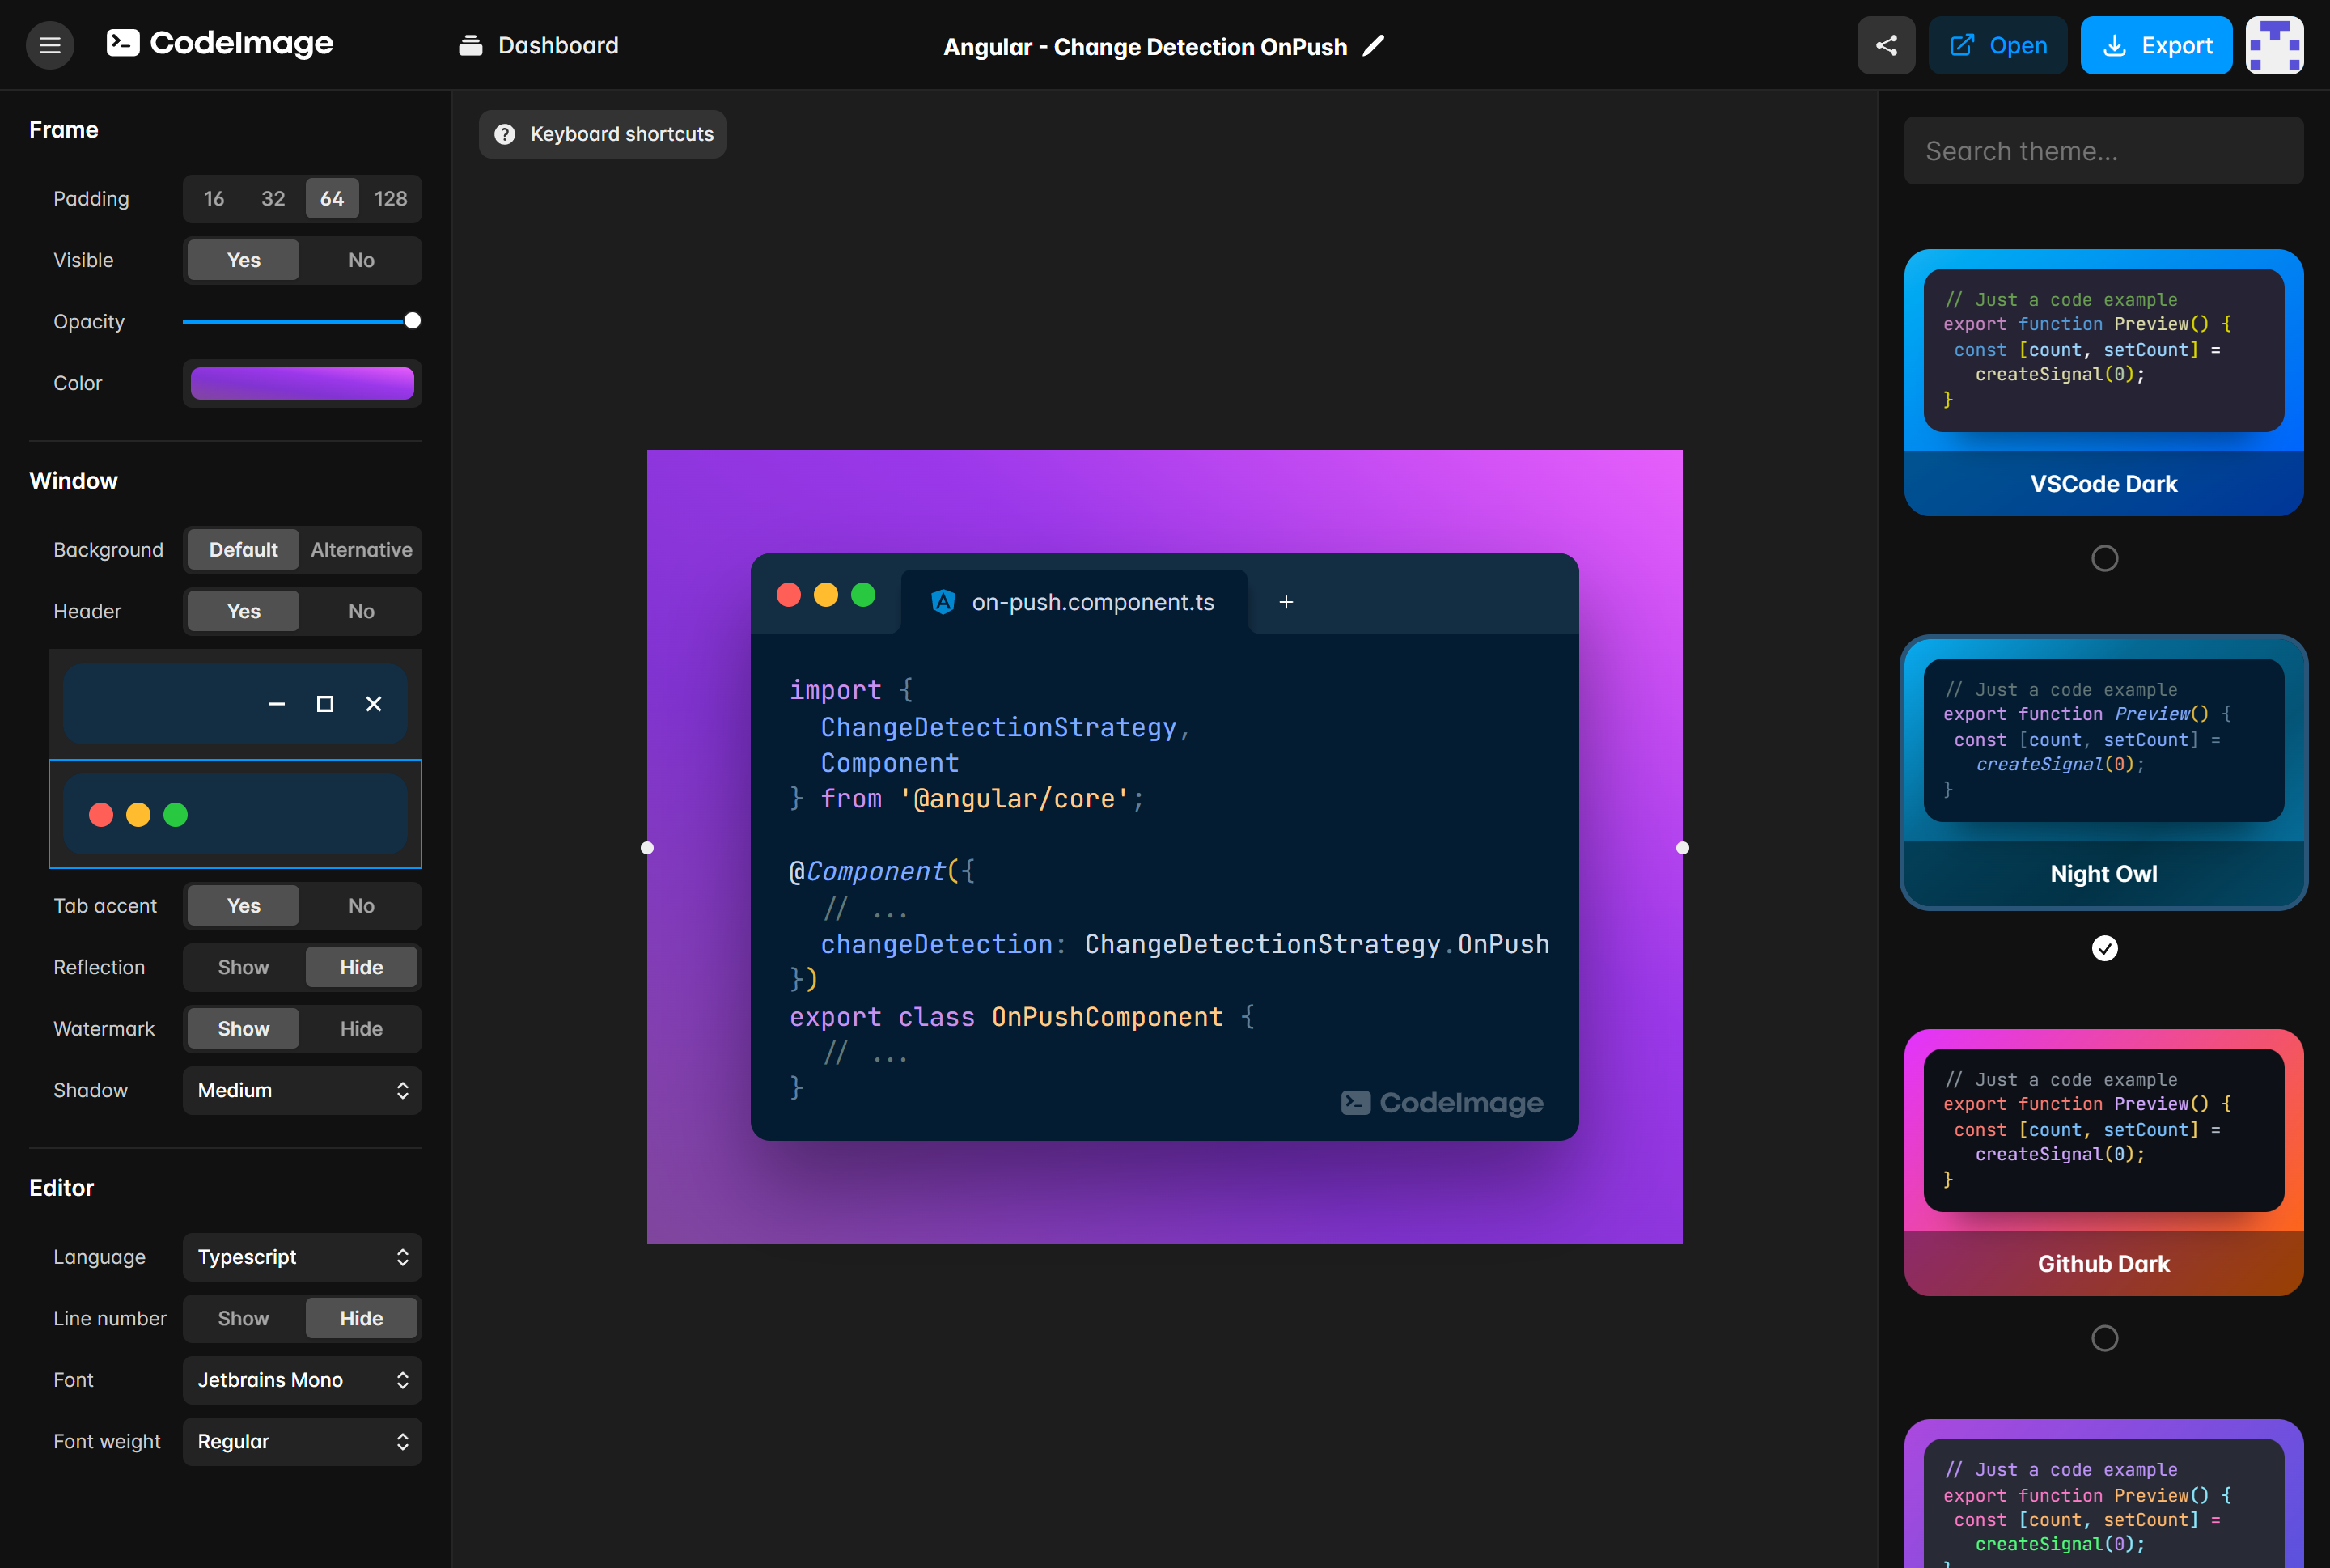 CodeImage
Dashboard
Angular - Change Detection OnPush
Open
Export
Frame
Padding 16 32 64 128
Visible Yes No
Opacity
Color
Window
Background Default Alternative
Header Yes No
Tab accent Yes No
Reflection Show Hide
Watermark Show Hide
Shadow Medium
Editor
Language Typescript
Line number Show Hide
Font Jetbrains Mono
Font weight Regular
? Keyboard shortcuts
on-push.component.ts +
import {
  ChangeDetectionStrategy,
  Component
} from '@angular/core';
@Component({
  // ...
  changeDetection: ChangeDetectionStrategy.OnPush
})
export class OnPushComponent {
  // ...
}
CodeImage
Search theme...
// Just a code example
export function Preview() {
 const [count, setCount] =
   createSignal(0);
}
VSCode Dark
// Just a code example
export function Preview() {
 const [count, setCount] =
   createSignal(0);
}
Night Owl
// Just a code example
export function Preview() {
 const [count, setCount] =
   createSignal(0);
}
Github Dark
// Just a code example
export function Preview() {
 const [count, setCount] =
   createSignal(0);
}